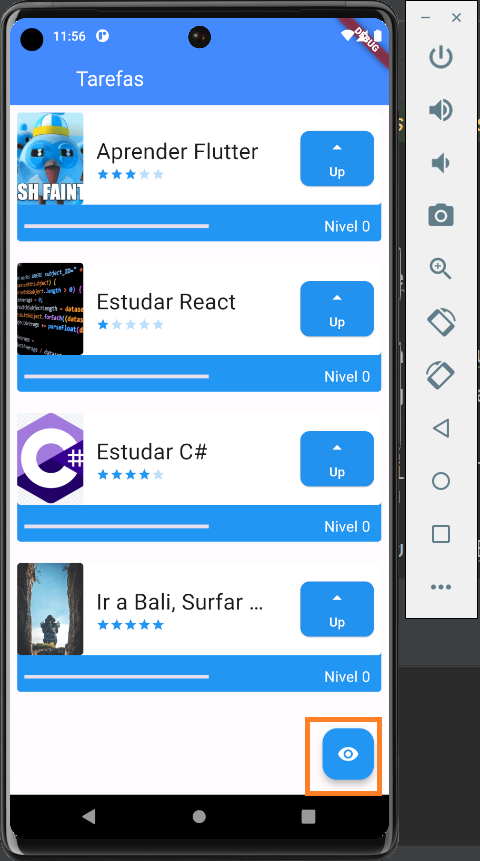 11:56
DEBUG
Tarefas
SH FAINT
Aprender Flutter
Up
Nivel 0
Estudar React
Up
Nivel 0
C#
Estudar C#
Up
Nivel 0
Ir a Bali, Surfar ...
Up
Nivel 0